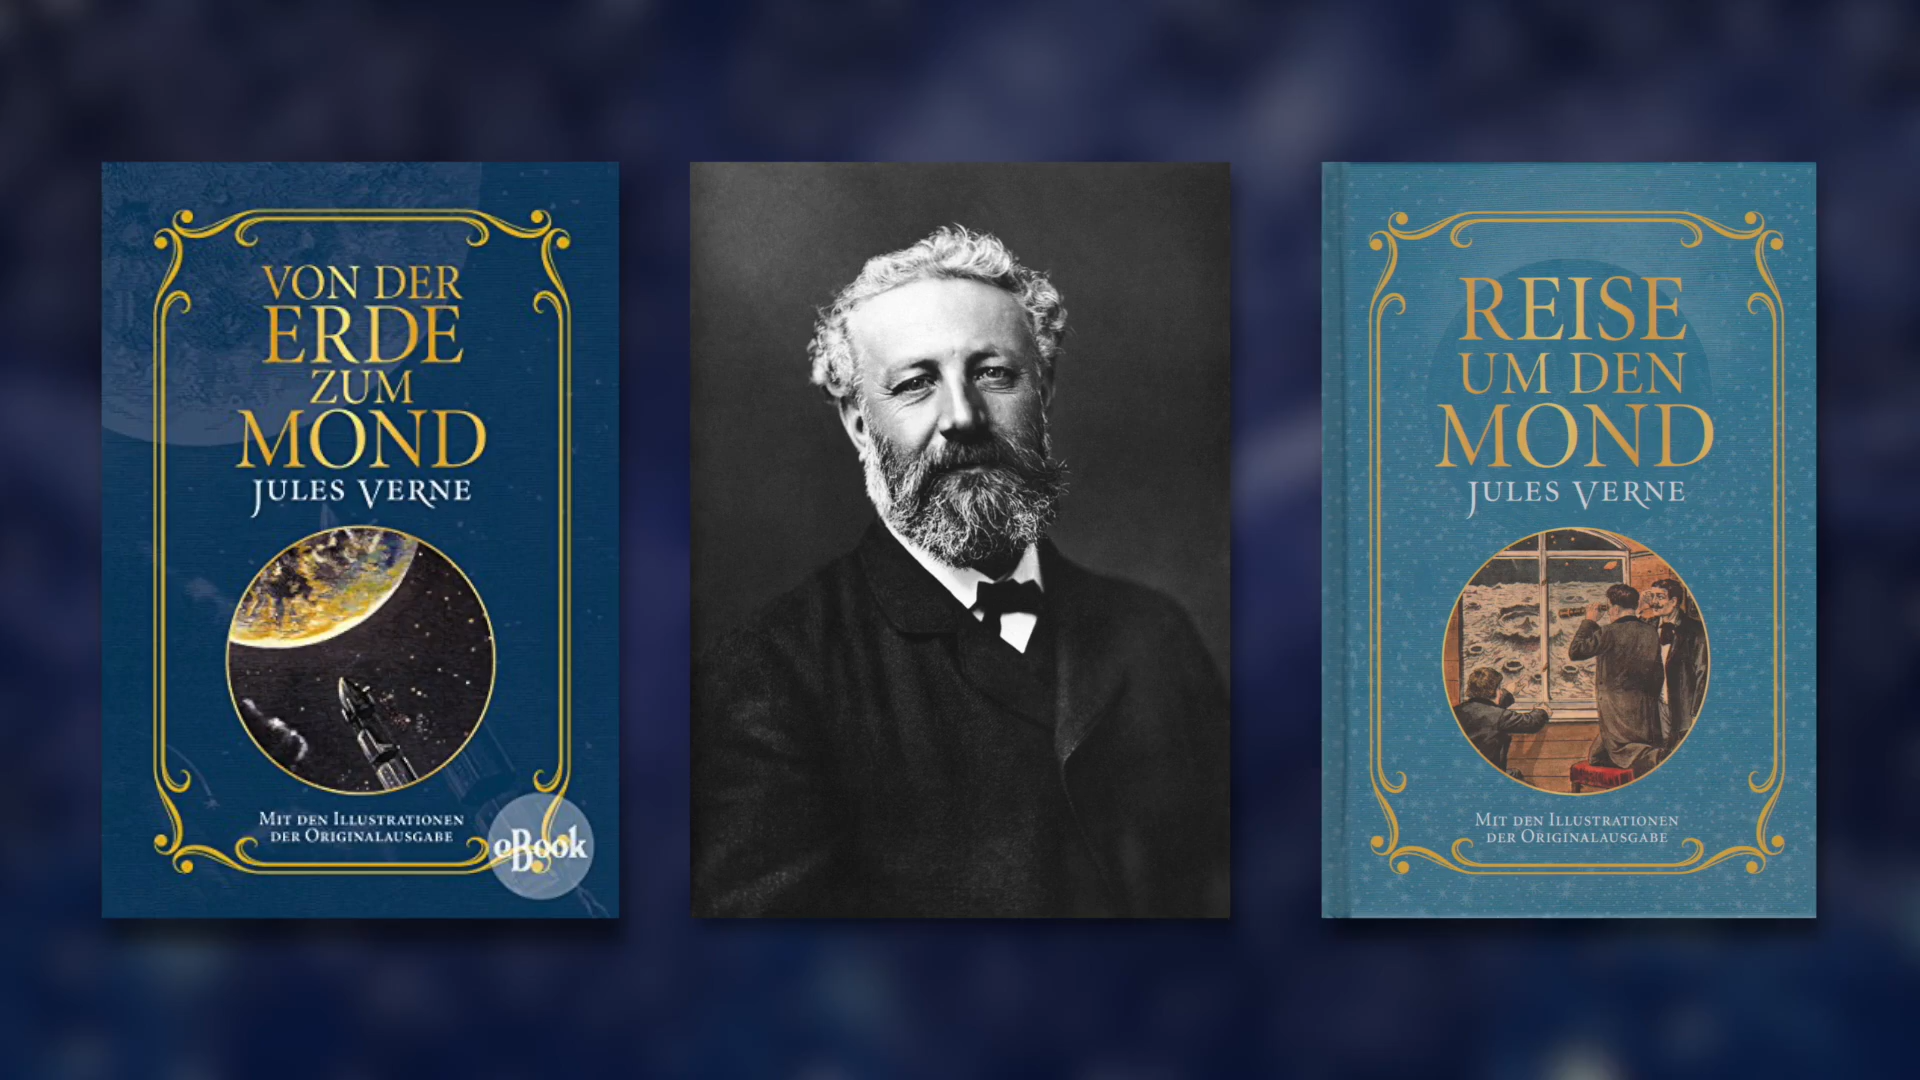 VON DER
ERDE
ZUM
MOND
JULES VERNE
MIT DEN ILLUSTRATIONEN
DER ORIGINALAUSGABE
eBook
REISE
UM DEN
MOND
JULES VERNE
MIT DEN ILLUSTRATIONEN
DER ORIGINALAUSGABE